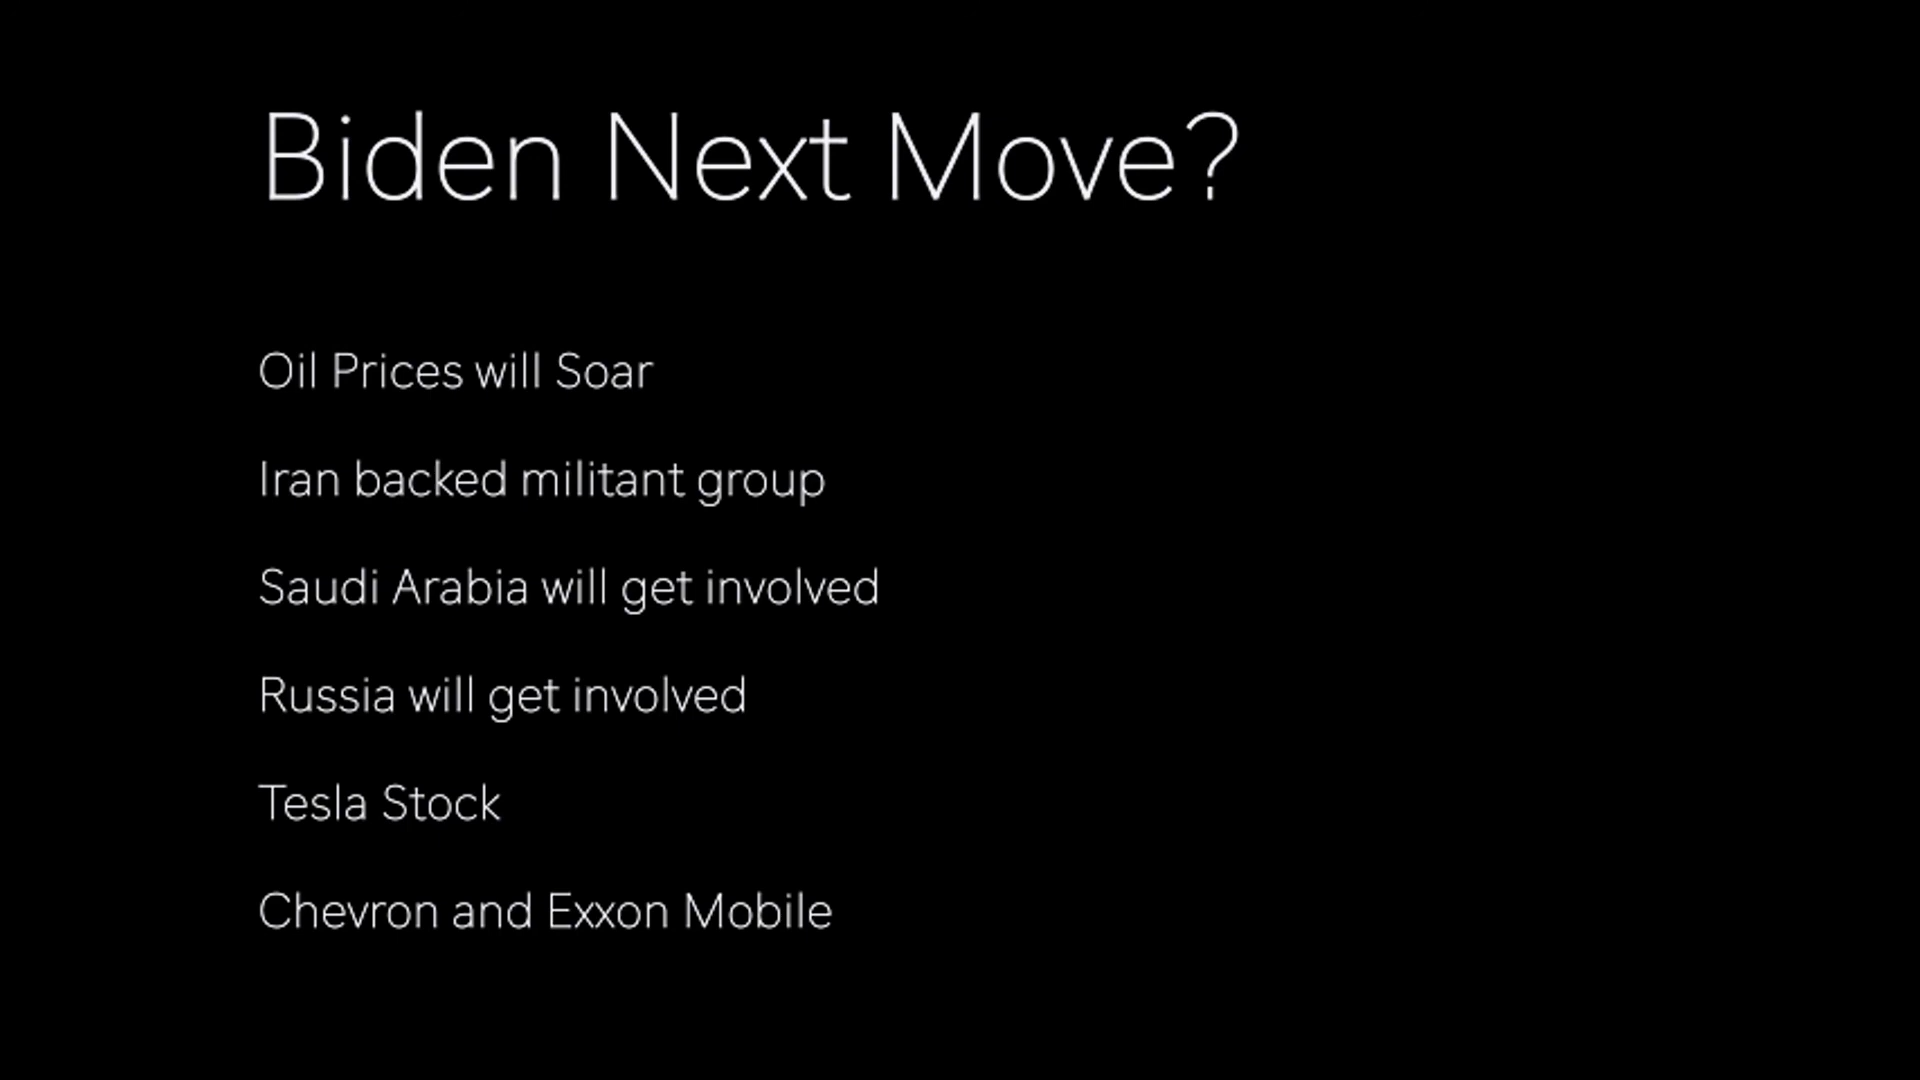 Biden Next Move?
Oil Prices will Soar
Iran backed militant group
Saudi Arabia will get involved
Russia will get involved
Tesla Stock
Chevron and Exxon Mobile